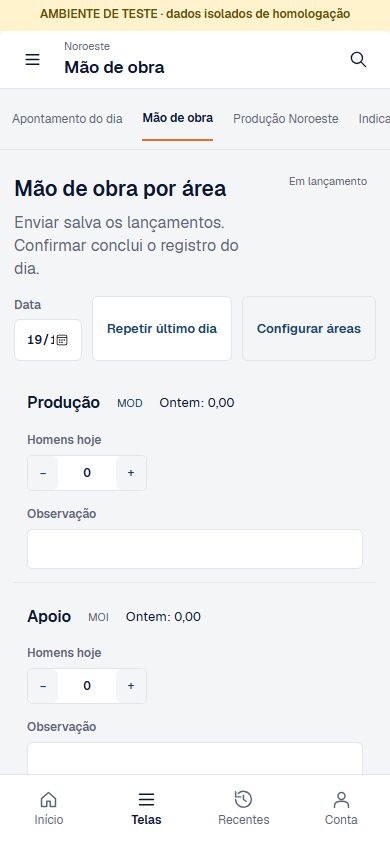 AMBIENTE DE TESTE · dados isolados de homologação
Noroeste
Mão de obra
Apontamento do dia Mão de obra Produção Noroeste Indica
Mão de obra por área
Em lançamento
Enviar salva os lançamentos.
Confirmar conclui o registro do
dia.
Data
19/1
Repetir último dia
Configurar áreas
Produção MOD Ontem: 0,00
Homens hoje
− 0 +
Observação
Apoio MOI Ontem: 0,00
Homens hoje
− 0 +
Observação
Início Telas Recentes Conta